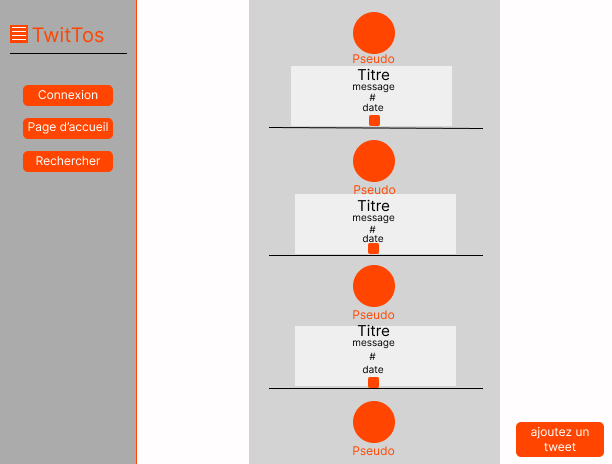 TwitTos
Connexion
Page d’accueil
Rechercher
Pseudo
Titre
message
#
date
Pseudo
Titre
message
#
date
Pseudo
Titre
message
#
date
Pseudo
ajoutez un
tweet